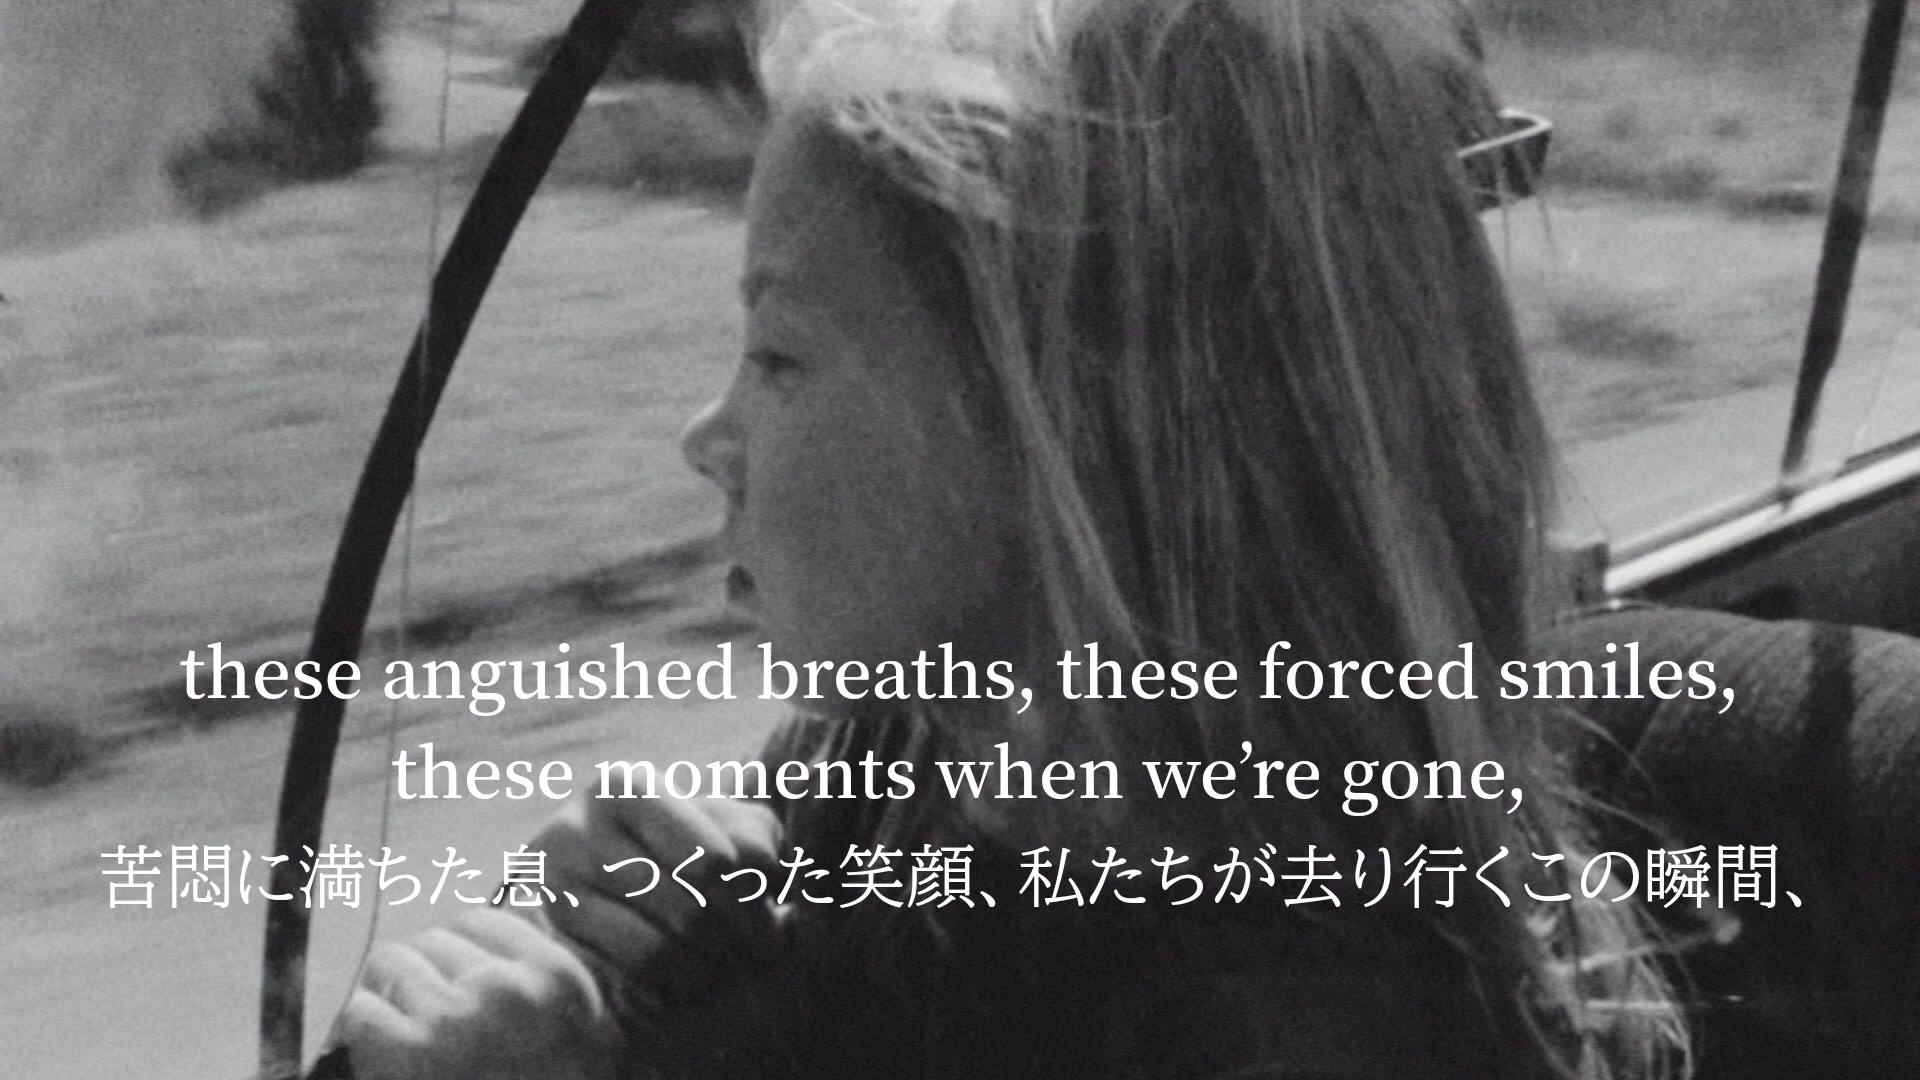 these anguished breaths, these forced smiles,
these moments when we’re gone,
苦悶に満ちた息、つくった笑顔、私たちが去り行くこの瞬間、